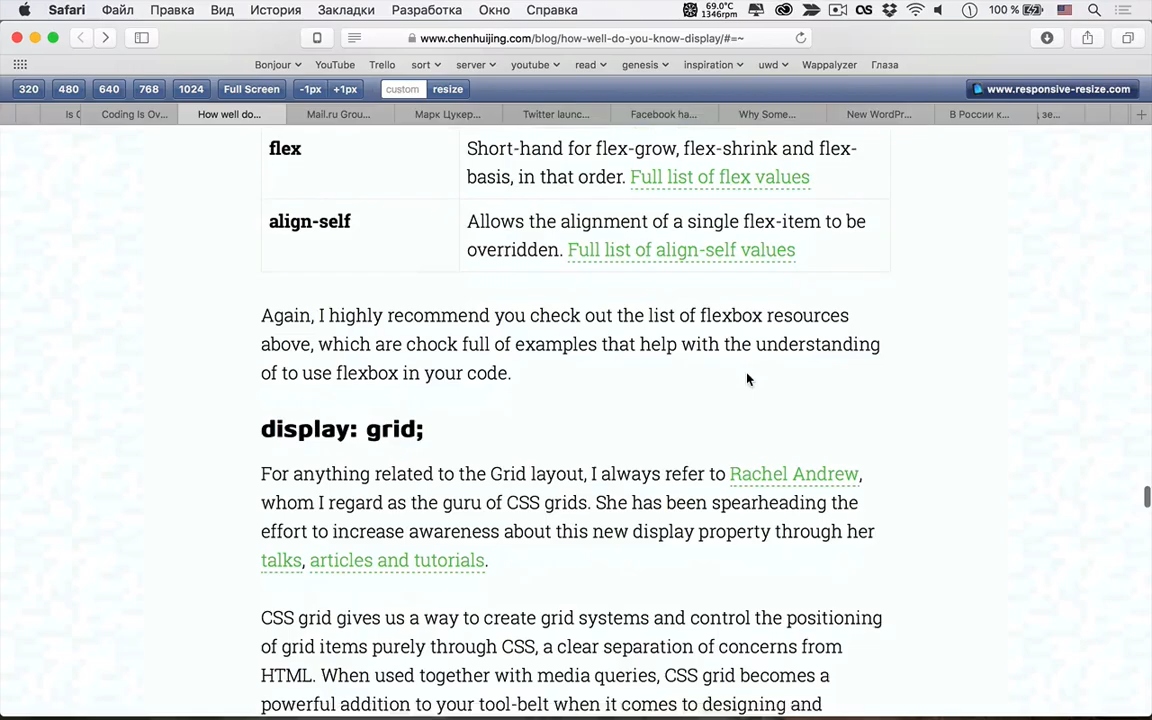 Safari Файл Правка Вид История Закладки Разработка Окно Справка 69.0°C 1346rpm 100 %
www.chenhuijing.com/blog/how-well-do-you-know-display/#=~
Bonjour YouTube Trello sort server youtube read genesis inspiration uwd Wappalyzer Глаза
320 480 640 768 1024 Full Screen -1px +1px custom resize www.responsive-resize.com
Coding Is Ov... How well do... Mail.ru Grou... Марк Цукер... Twitter launc... Facebook ha... Why Some... New WordPr... В России к...
flex
Short-hand for flex-grow, flex-shrink and flex-
basis, in that order. Full list of flex values
align-self
Allows the alignment of a single flex-item to be
overridden. Full list of align-self values
Again, I highly recommend you check out the list of flexbox resources
above, which are chock full of examples that help with the understanding
of to use flexbox in your code.
display: grid;
For anything related to the Grid layout, I always refer to Rachel Andrew,
whom I regard as the guru of CSS grids. She has been spearheading the
effort to increase awareness about this new display property through her
talks, articles and tutorials.
CSS grid gives us a way to create grid systems and control the positioning
of grid items purely through CSS, a clear separation of concerns from
HTML. When used together with media queries, CSS grid becomes a
powerful addition to your tool-belt when it comes to designing and